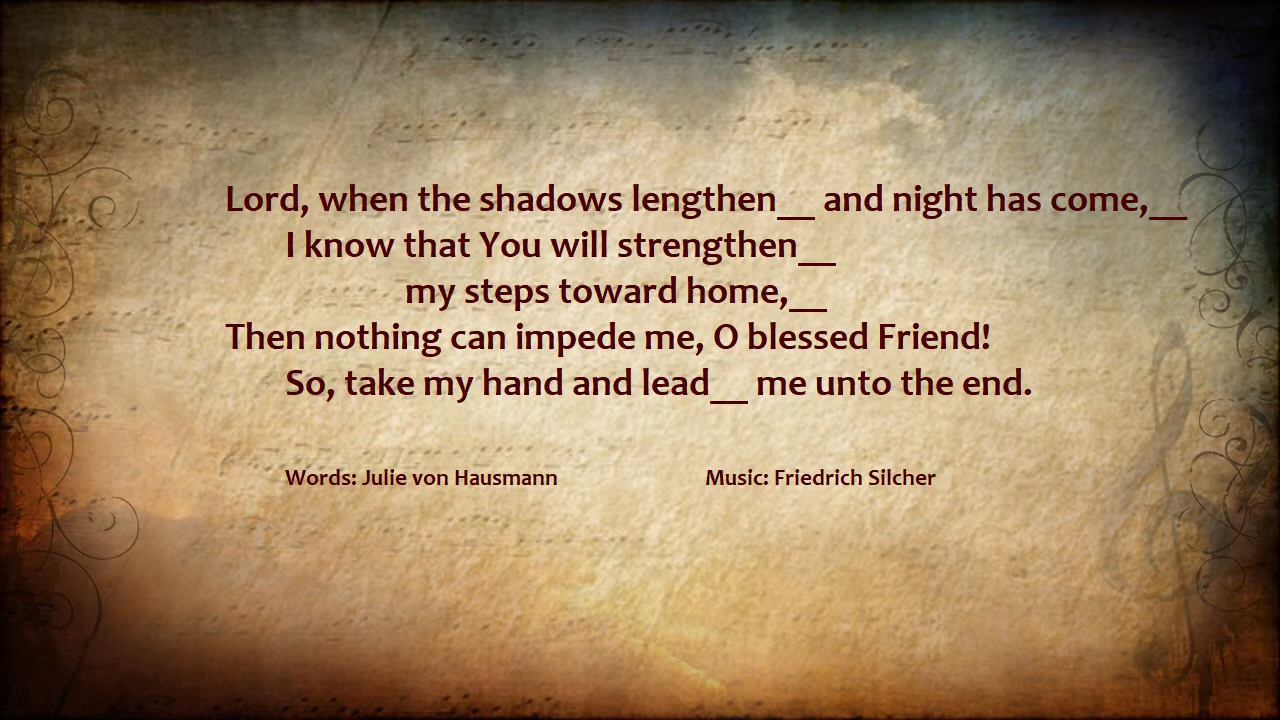 Lord, when the shadows lengthen__ and night has come,__
I know that You will strengthen__
my steps toward home,__
Then nothing can impede me, O blessed Friend!
So, take my hand and lead__ me unto the end.
Words: Julie von Hausmann Music: Friedrich Silcher